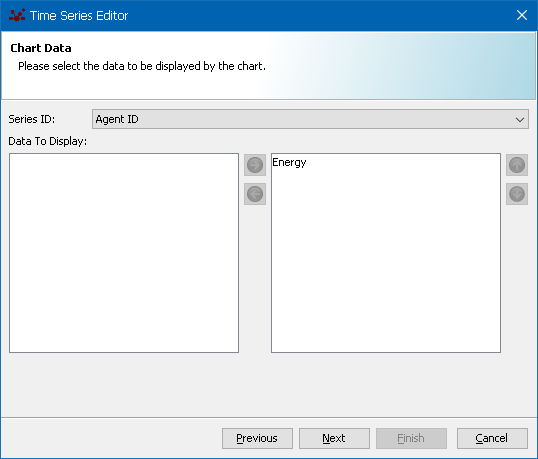 Time Series Editor
Chart Data
Please select the data to be displayed by the chart.
Series ID: Agent ID
Data To Display:
Energy
Previous Next Finish Cancel